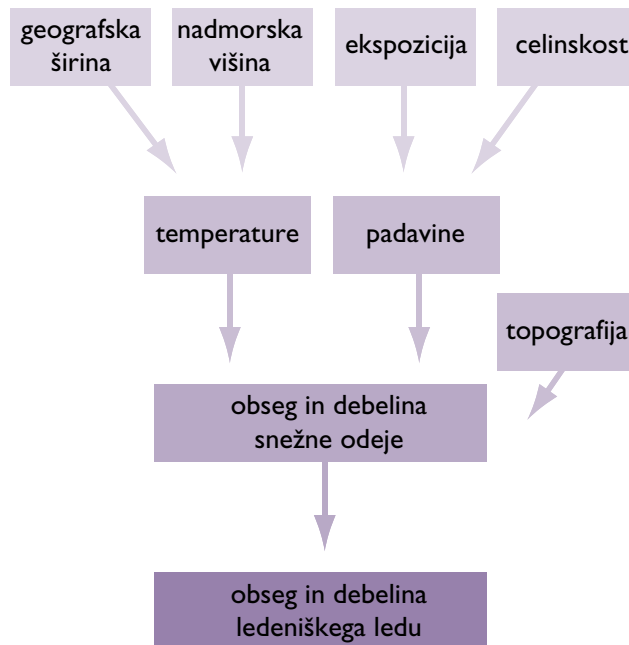 geografska
širina
nadmorska
višina
ekspozicija
celinskost
temperature
padavine
topografija
obseg in debelina
snežne odeje
obseg in debelina
ledeniškega ledu